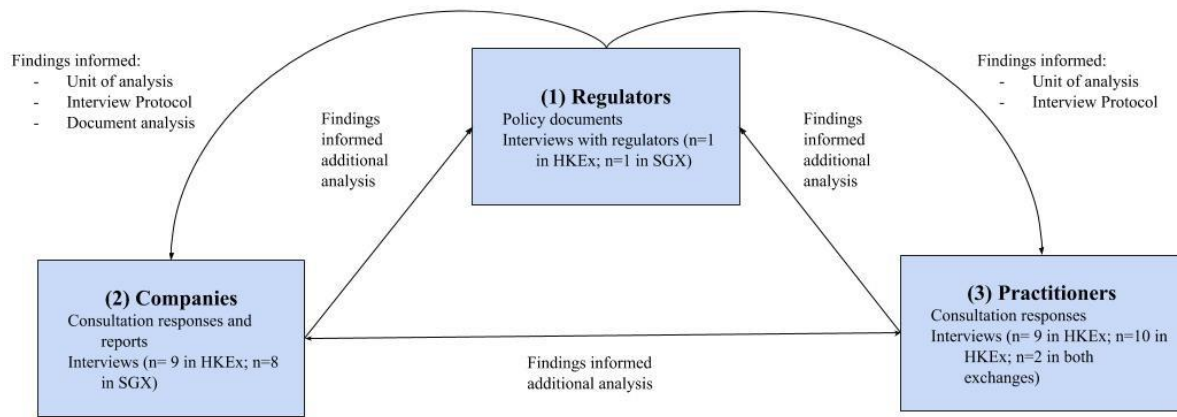 Findings informed:
- Unit of analysis
- Interview Protocol
- Document analysis
(1) Regulators
Policy documents
Interviews with regulators (n=1
in HKEx; n=1 in SGX)
Findings informed:
- Unit of analysis
- Interview Protocol
Findings
informed
additional
analysis
Findings
informed
additional
analysis
(2) Companies
Consultation responses and
reports
Interviews (n= 9 in HKEx; n=8
in SGX)
(3) Practitioners
Consultation responses
Interviews (n= 9 in HKEx; n=10 in
HKEx; n=2 in both
exchanges)
Findings informed
additional analysis